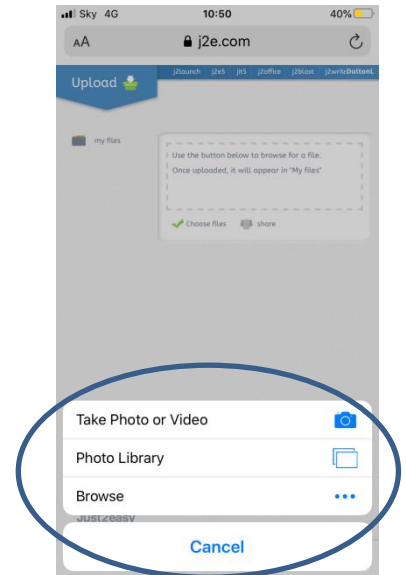 Sky 4G 10:50 40%
AA j2e.com
Upload j2launch j2e5 jit5 j2office j2blast j2writeDaltonL
my files
Use the button below to browse for a file.
Once uploaded, it will appear in "My files"
Choose files share
Take Photo or Video
Photo Library
Browse
Just2easy
Cancel